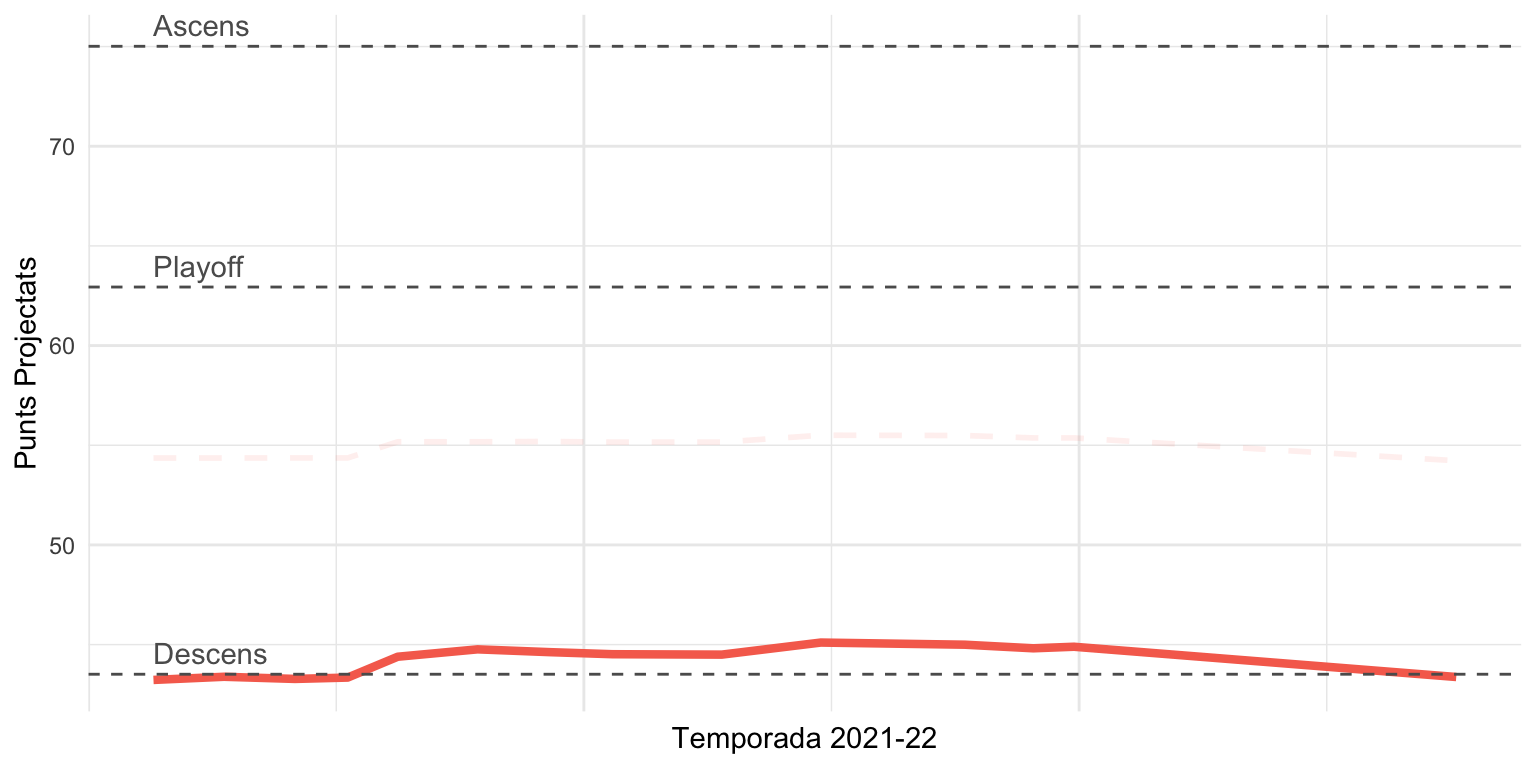 Ascens
70
Playoff
60
50
Descens
Punts Projectats
Temporada 2021-22